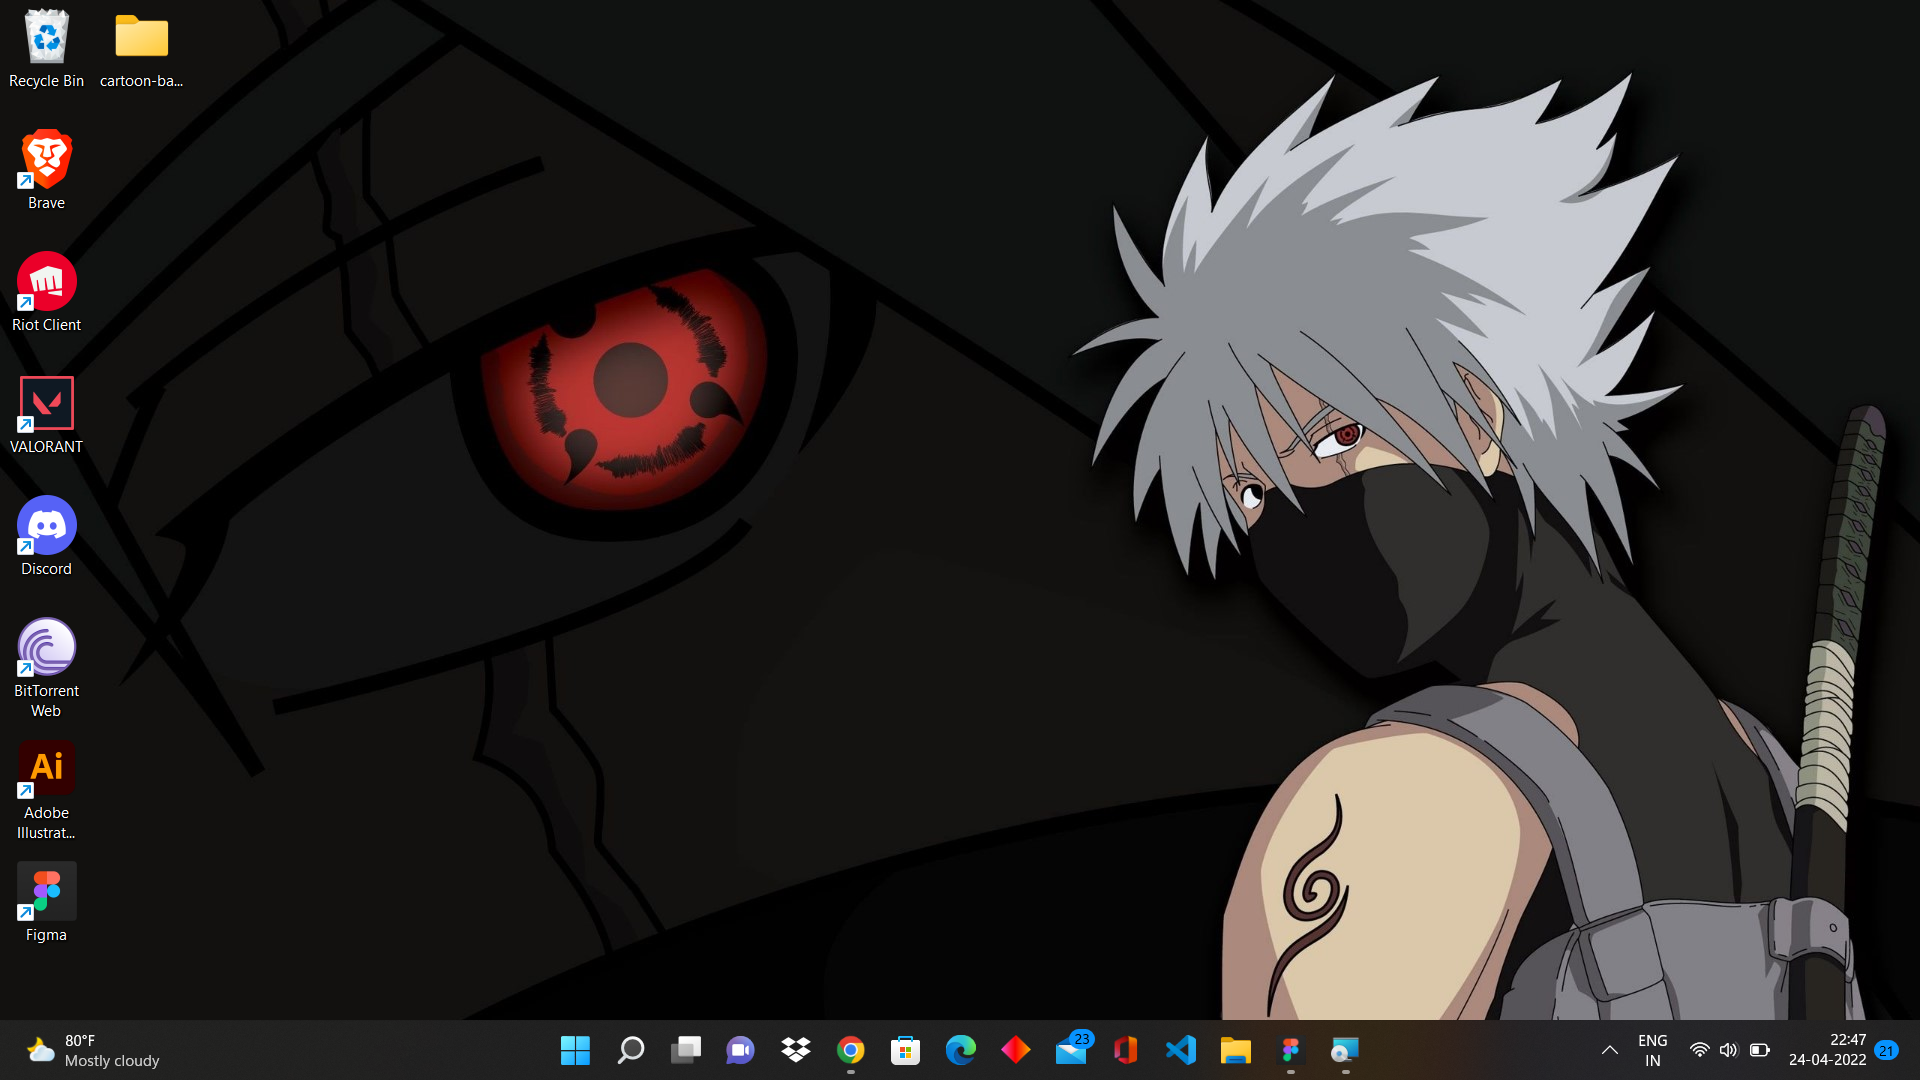 Recycle Bin
cartoon-ba...
Brave
Riot Client
VALORANT
Discord
BitTorrent
Web
Ai
Adobe
Illustrat...
Figma
80°F
Mostly cloudy
23
ENG
IN
22:47
24-04-2022
21